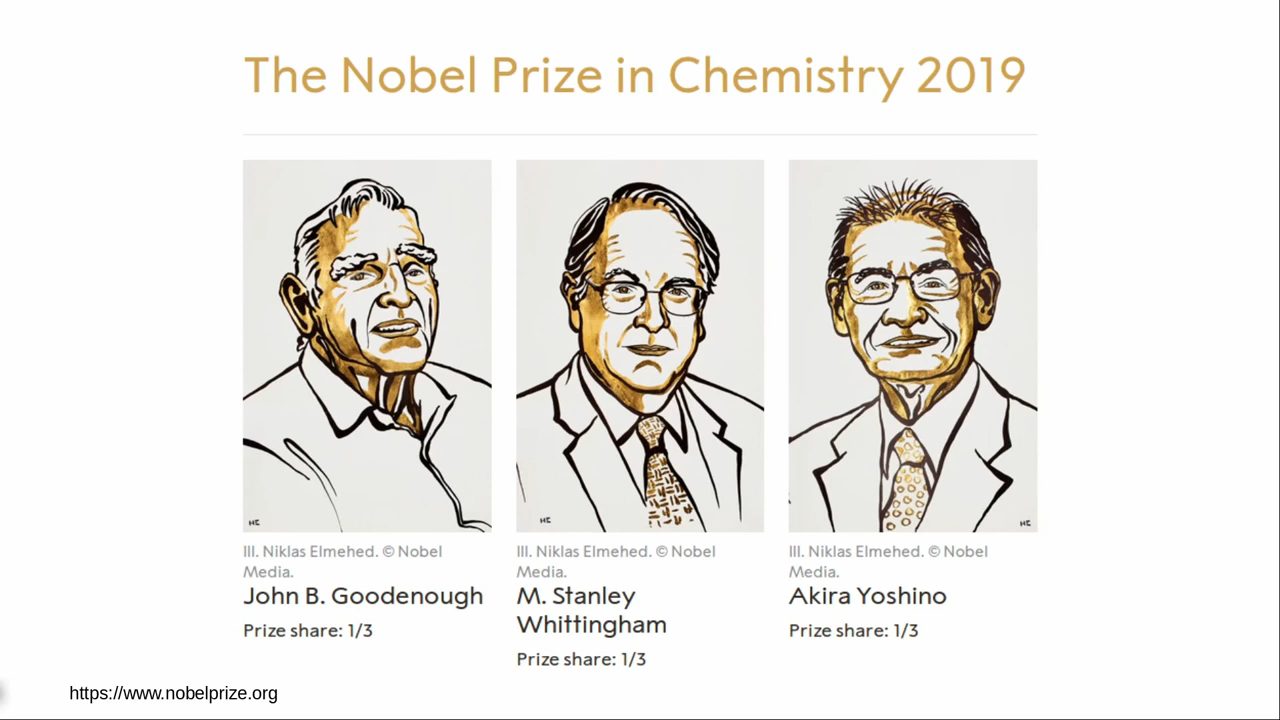 The Nobel Prize in Chemistry 2019
Ill. Niklas Elmehed. © Nobel
Media.
John B. Goodenough
Prize share: 1/3
Ill. Niklas Elmehed. © Nobel
Media.
M. Stanley
Whittingham
Prize share: 1/3
Ill. Niklas Elmehed. © Nobel
Media.
Akira Yoshino
Prize share: 1/3
https://www.nobelprize.org